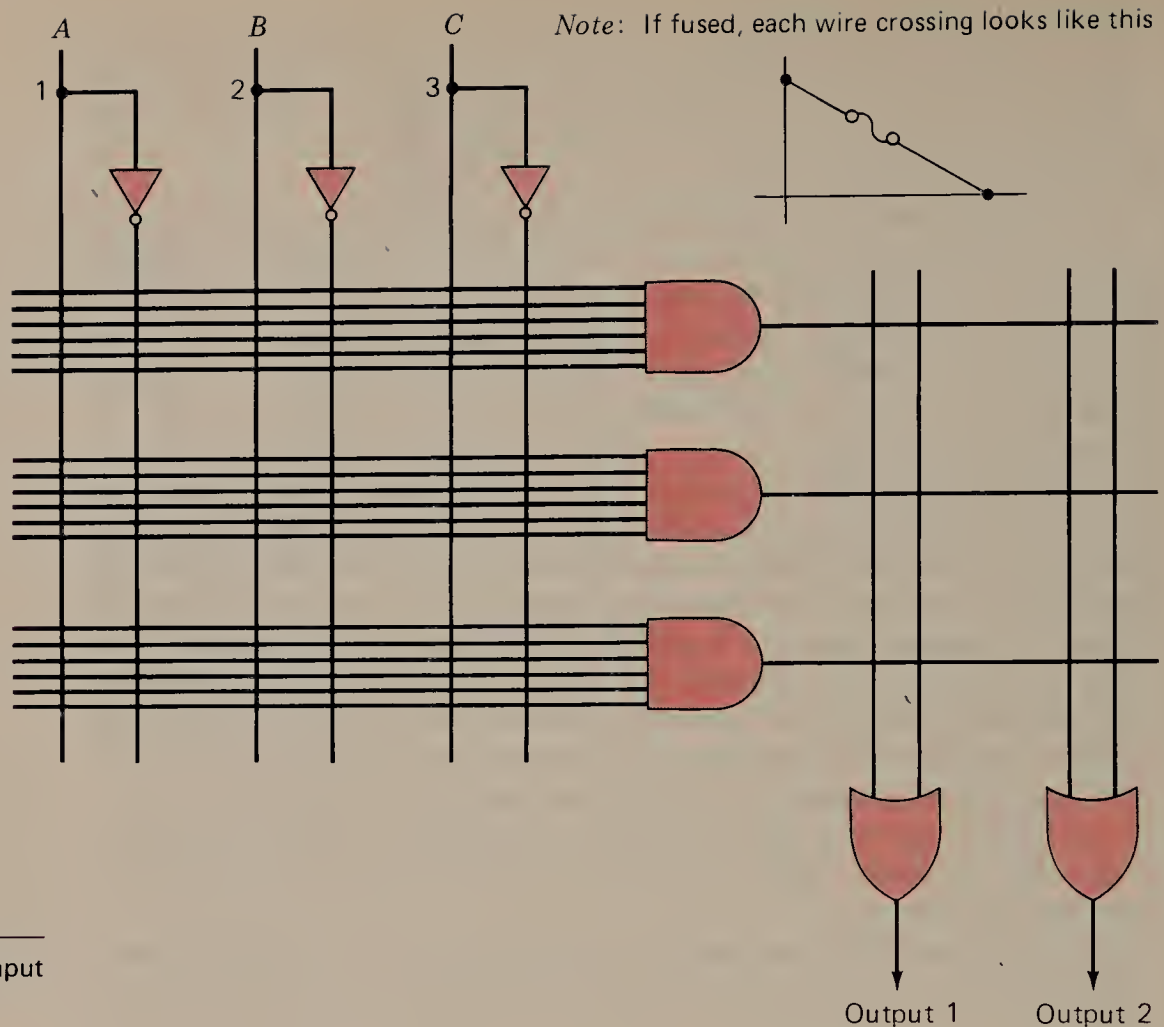 A B C Note: If fused, each wire crossing looks like this
1 2 3
Output 1 Output 2